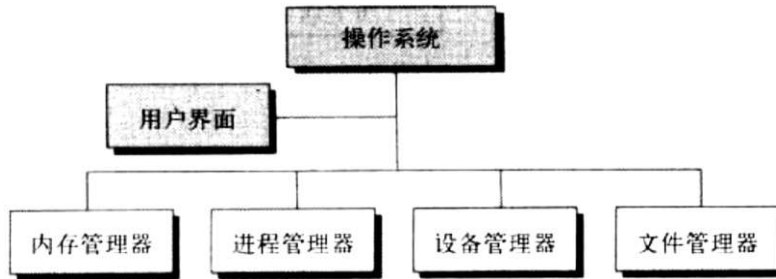 操作系统
用户界面
内存管理器
进程管理器
设备管理器
文件管理器